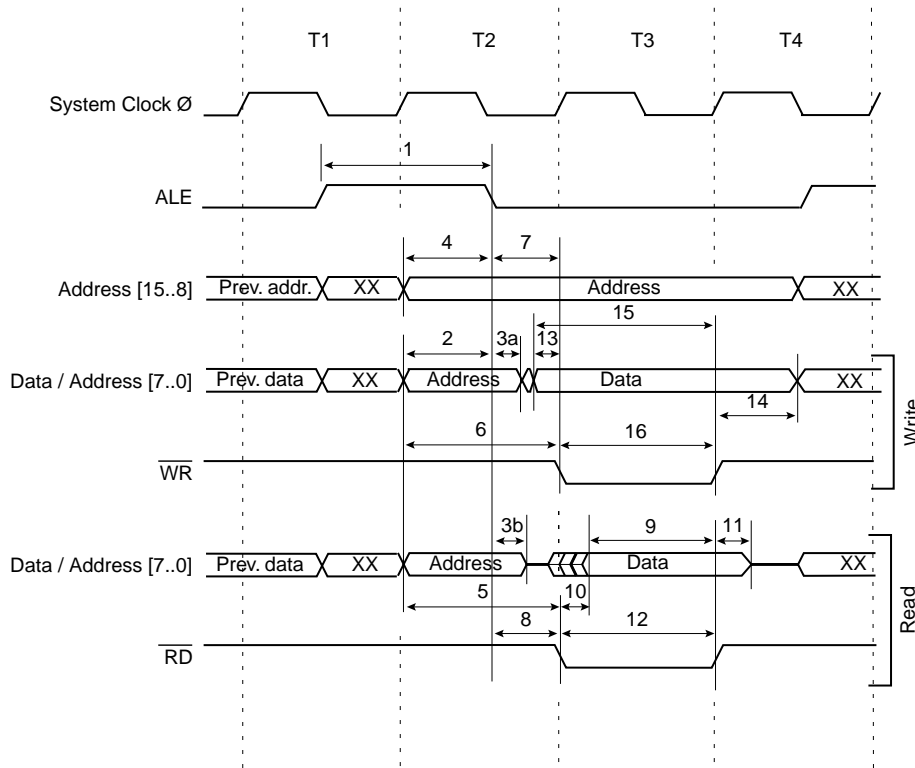 T1 T2 T3 T4
System Clock Ø
1
ALE
4 7
Address [15..8] Prev. addr. XX Address XX
15
2 3a 13
Data / Address [7..0] Prev. data XX Address Data XX
14
6 16
WR
Write
3b 9 11
Data / Address [7..0] Prev. data XX Address Data XX
5 10
8 12
RD
Read